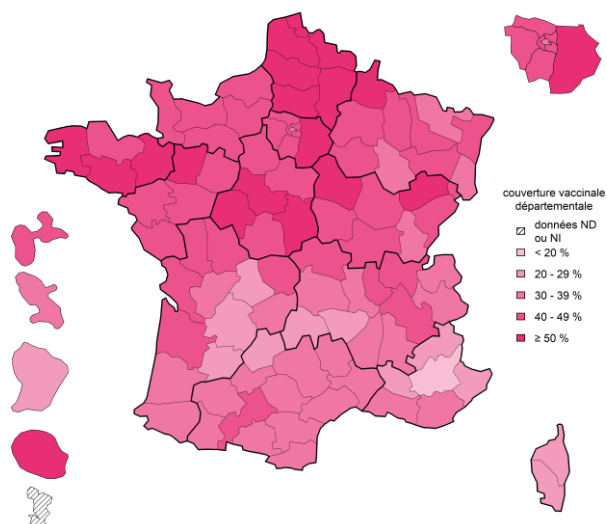 couverture vaccinale
départementale
données ND
ou NI
< 20 %
20 - 29 %
30 - 39 %
40 - 49 %
≥ 50 %